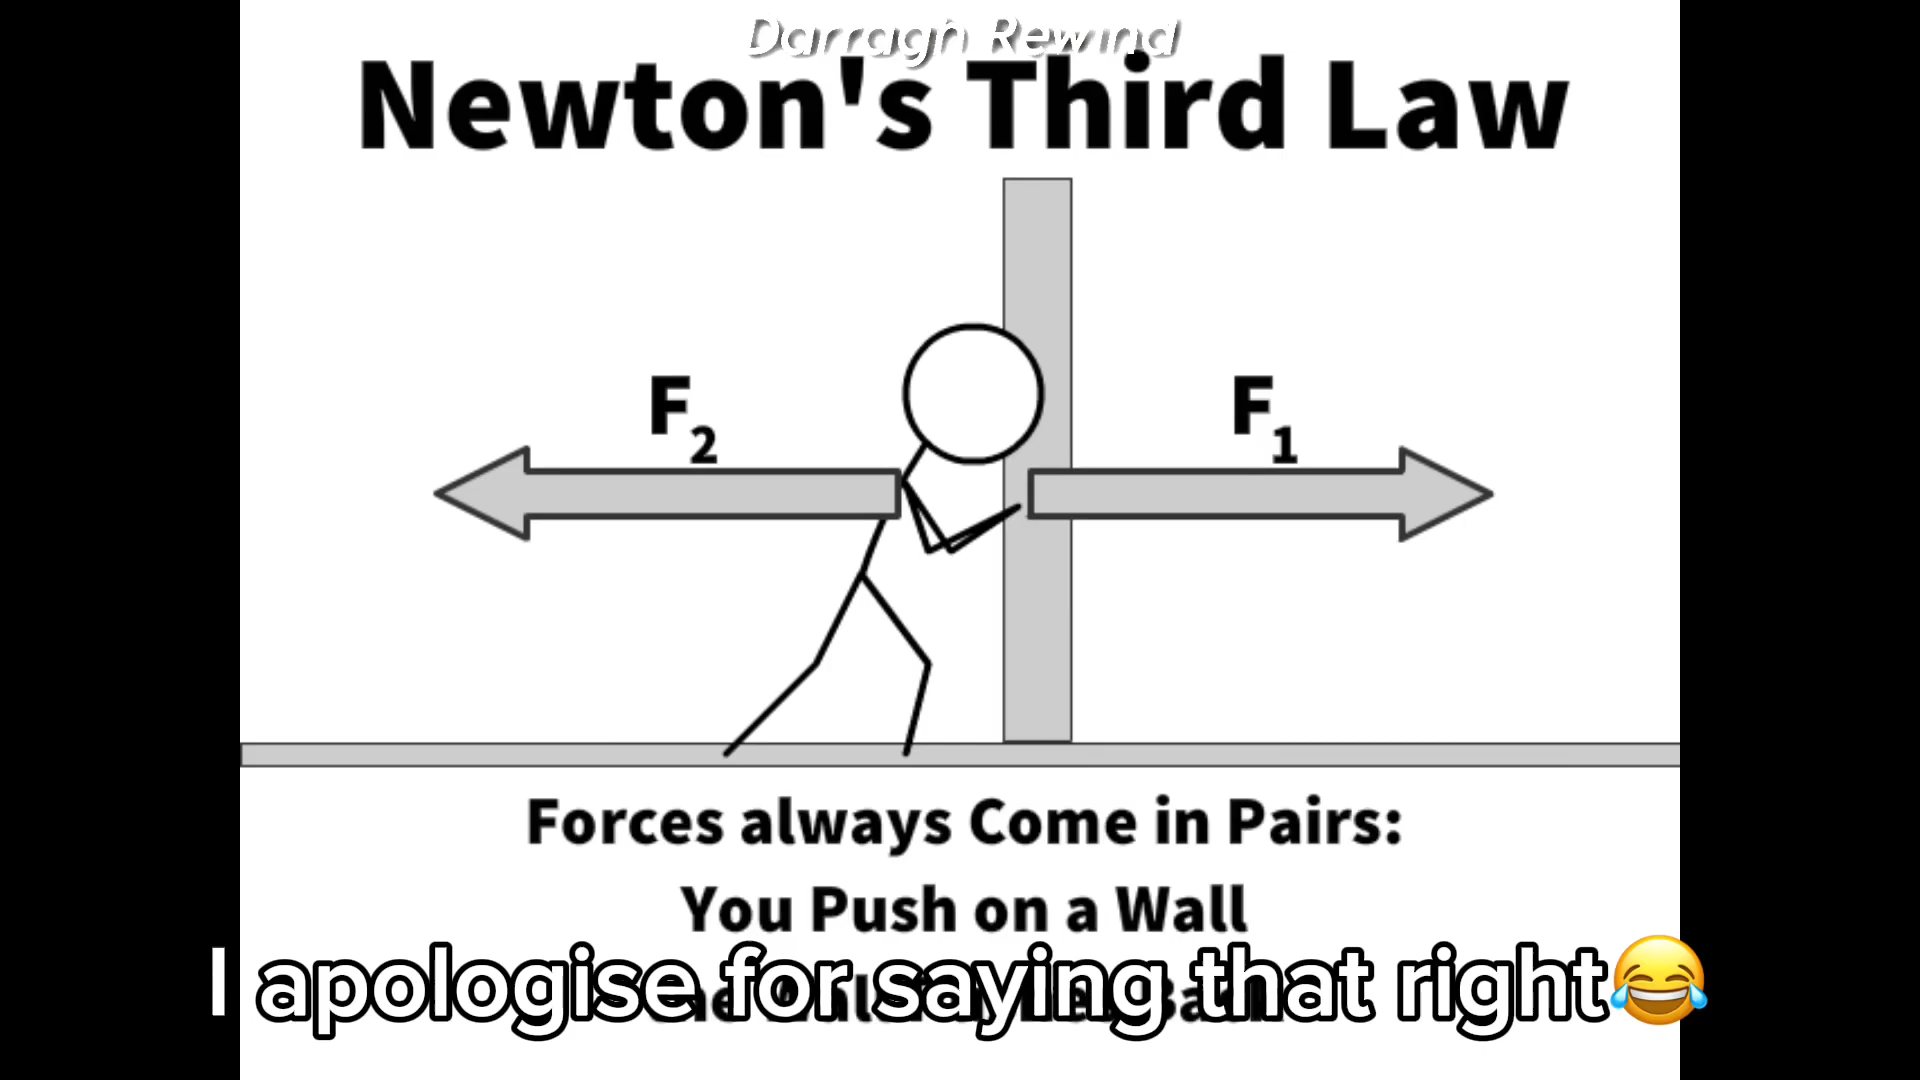 Darragh Rewind
Newton's Third Law
F2
F1
Forces always Come in Pairs:
You Push on a Wall
I apologise for saying that right😂